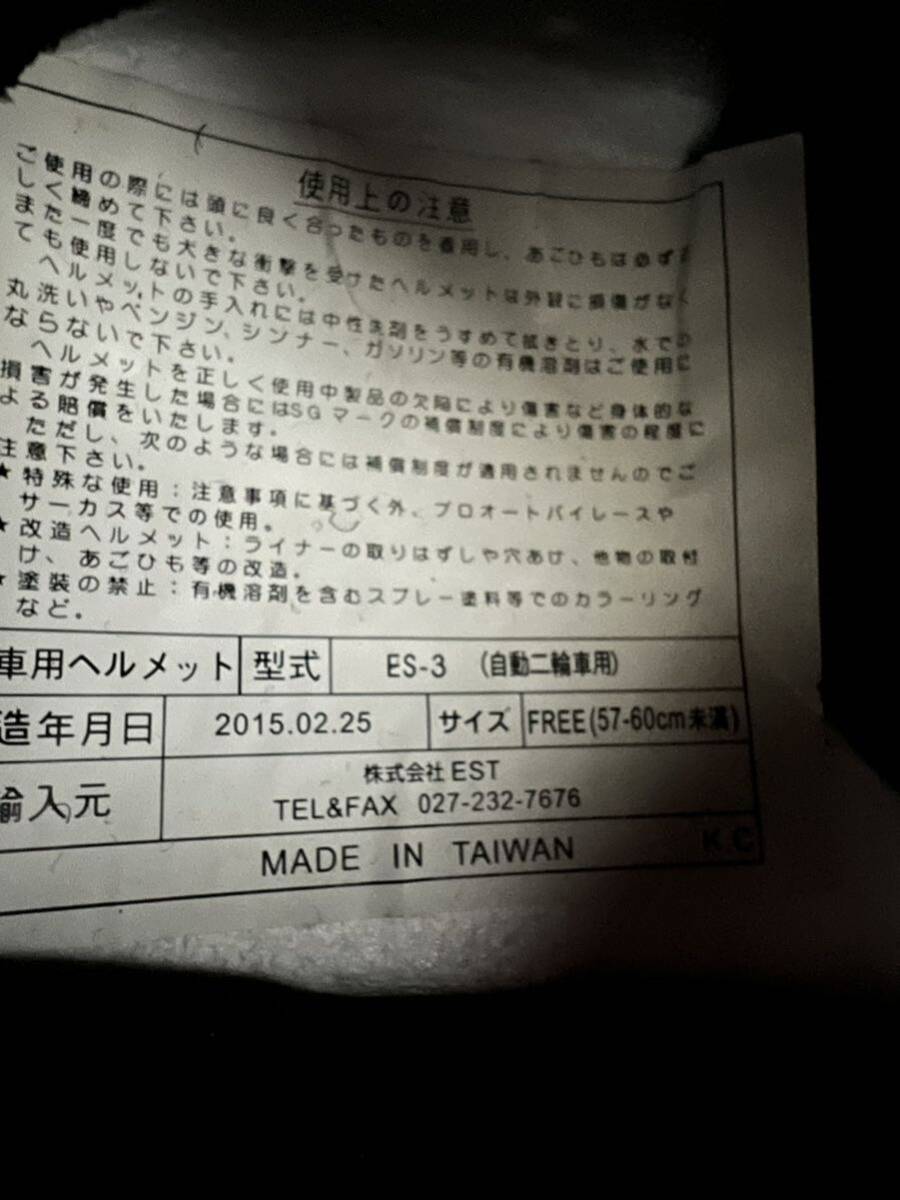 使用上の注意
ご使用の際には頭に良く合ったものを着用し、あごひもは必ず正
しく締めて下さい。
また一度でも大きな衝撃を受けたヘルメットは外観に損傷がなく
ても使用しないで下さい。
ヘルメットの手入れには中性洗剤をうすめて拭きとり、水での
丸洗いやベンジン、シンナー、ガソリン等の有機溶剤はご使用に
ならないで下さい。
ヘルメットを正しく使用中製品の欠陥により傷害など身体的な
損害が発生した場合にはSGマークの補償制度により傷害の程度に
よる賠償をいたします。
ただし、次のような場合には補償制度が適用されませんのでご
注意下さい。
★特殊な使用：注意事項に基づく外、プロオートバイレースや
サーカス等での使用。
★改造ヘルメット：ライナーの取りはずしや穴あけ、他物の取付
け、あごひも等の改造。
★塗装の禁止：有機溶剤を含むスプレー塗料等でのカラーリング
など。
車用ヘルメット 型式 ES-3 (自動二輪車用)
造年月日 2015.02.25 サイズ FREE(57-60cm未満)
輸入元 株式会社EST
TEL&FAX 027-232-7676
MADE IN TAIWAN K.C